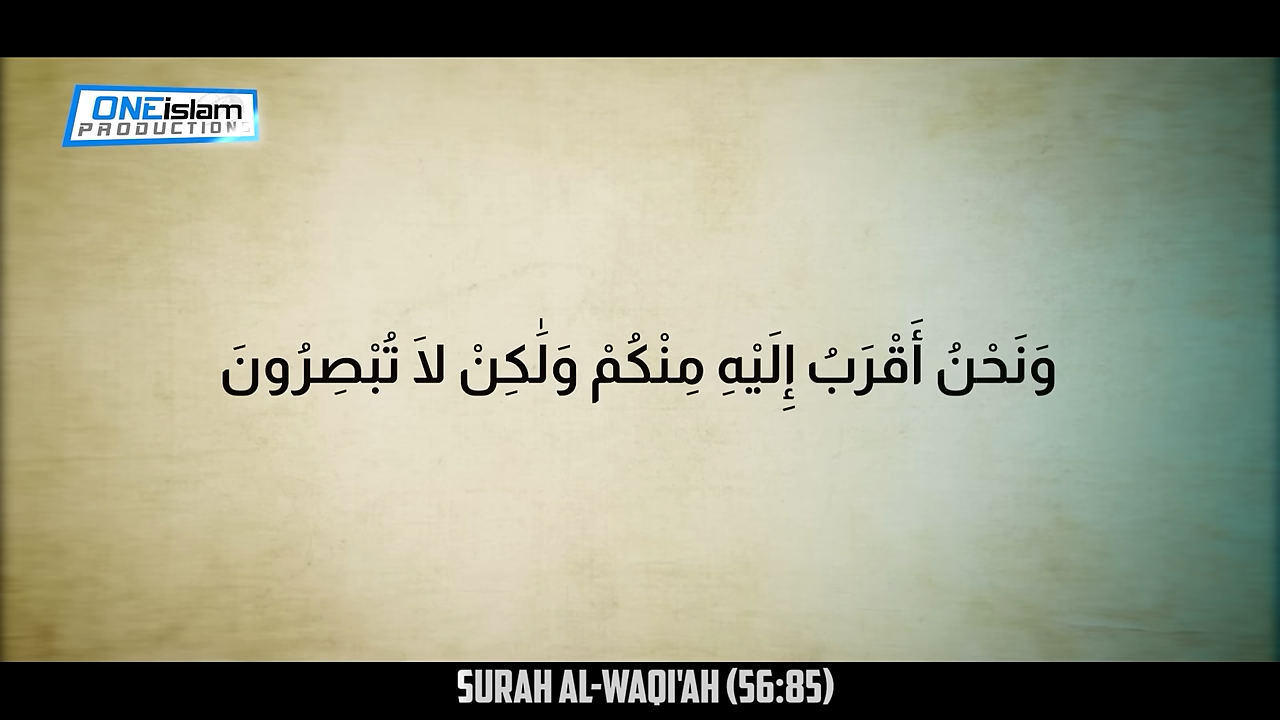 ONEislam
PRODUCTIONS
وَنَحْنُ أَقْرَبُ إِلَيْهِ مِنْكُمْ وَلَٰكِنْ لاَ تُبْصِرُونَ
SURAH AL-WAQI'AH (56:85)